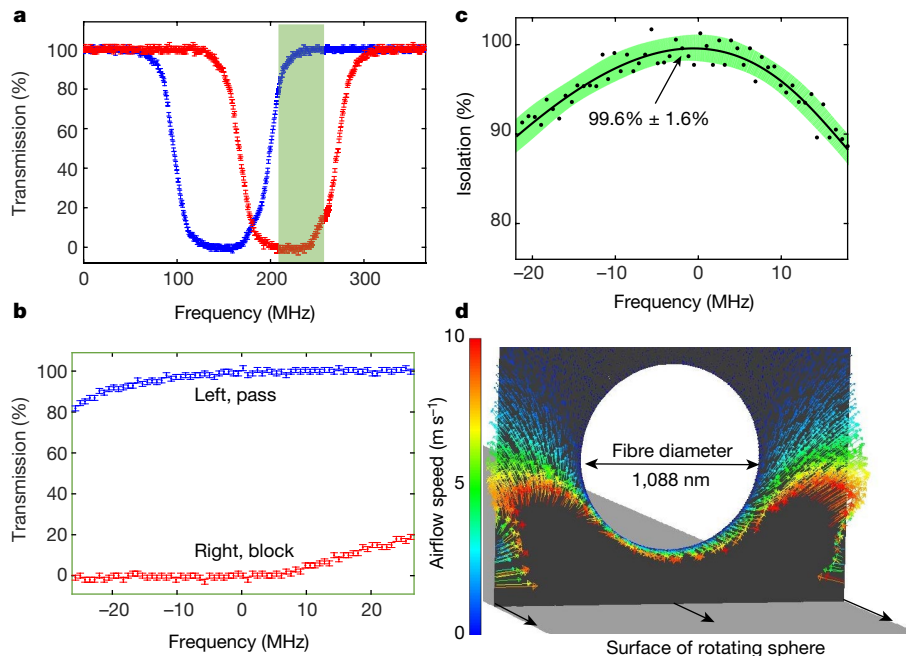 a
Transmission (%)
100
80
60
40
20
0
0
100
200
300
Frequency (MHz)
b
Transmission (%)
100
80
60
40
20
0
Left, pass
Right, block
−20
−10
0
10
20
Frequency (MHz)
c
Isolation (%)
100
90
80
99.6% ± 1.6%
−20
−10
0
10
Frequency (MHz)
d
Airflow speed (m s⁻¹)
10
5
0
Fibre diameter
1,088 nm
Surface of rotating sphere